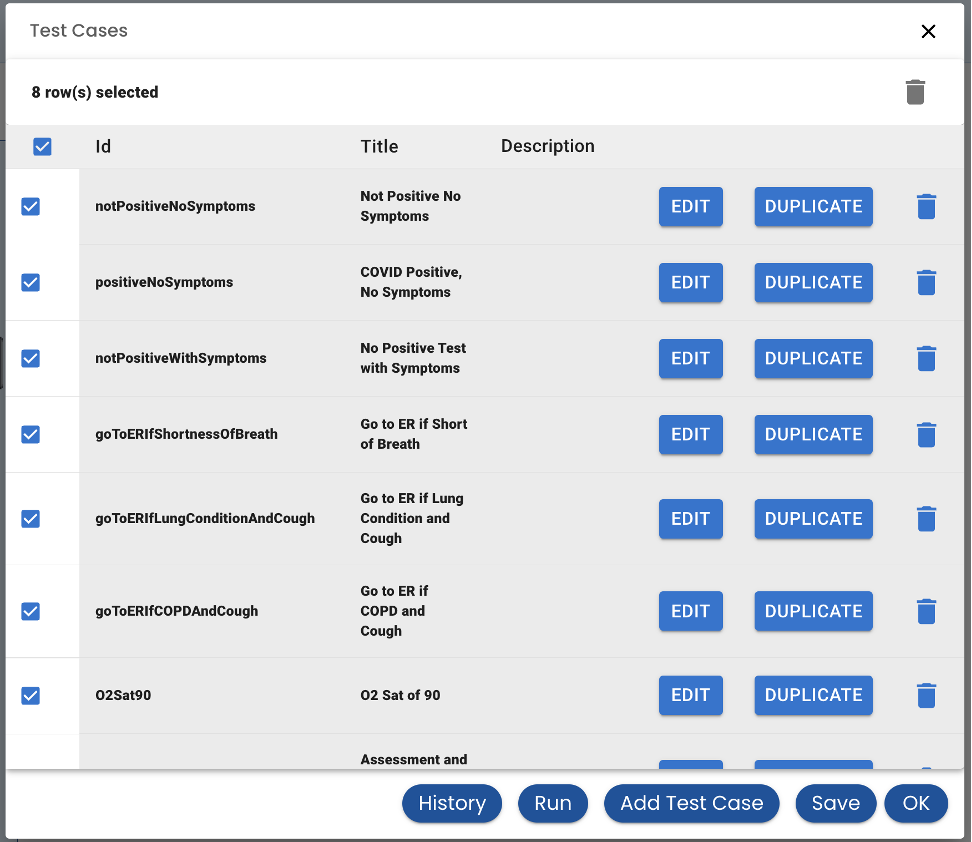 Test Cases
8 row(s) selected
Id Title Description
notPositiveNoSymptoms Not Positive No EDIT DUPLICATE
Symptoms
positiveNoSymptoms COVID Positive, EDIT DUPLICATE
No Symptoms
notPositiveWithSymptoms No Positive Test EDIT DUPLICATE
with Symptoms
goToERIfShortnessOfBreath Go to ER if Short EDIT DUPLICATE
of Breath
Go to ER if Lung
goToERIfLungConditionAndCough Condition and EDIT DUPLICATE
Cough
Go to ER if
goToERIfCOPDAndCough COPD and EDIT DUPLICATE
Cough
O2Sat90 O2 Sat of 90 EDIT DUPLICATE
Assessment and
History Run Add Test Case Save OK